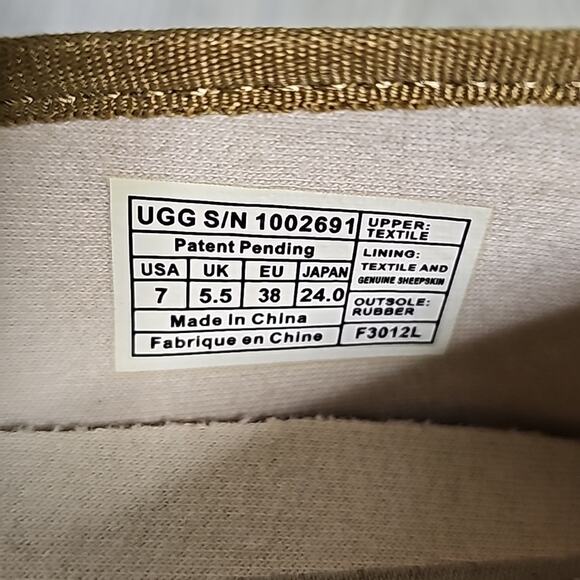 UGG S/N 1002691
Patent Pending
USA UK EU JAPAN
7 5.5 38 24.0
Made in China
Fabrique en Chine
UPPER:
TEXTILE
LINING:
TEXTILE AND
GENUINE SHEEPSKIN
OUTSOLE:
RUBBER
F3012L